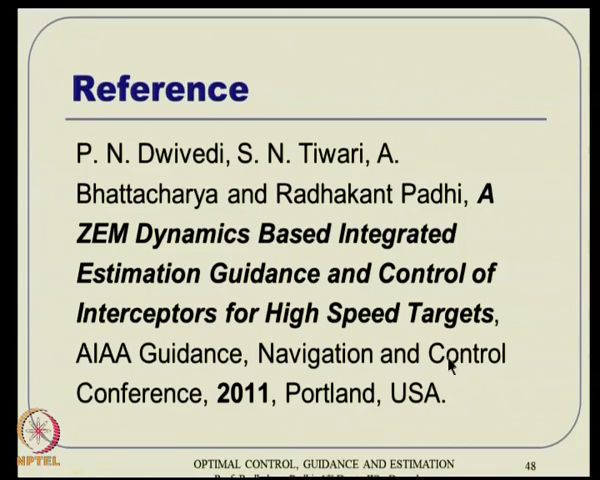 Reference
P. N. Dwivedi, S. N. Tiwari, A.
Bhattacharya and Radhakant Padhi, A
ZEM Dynamics Based Integrated
Estimation Guidance and Control of
Interceptors for High Speed Targets,
AIAA Guidance, Navigation and Control
Conference, 2011, Portland, USA.
NPTEL
OPTIMAL CONTROL, GUIDANCE AND ESTIMATION
48